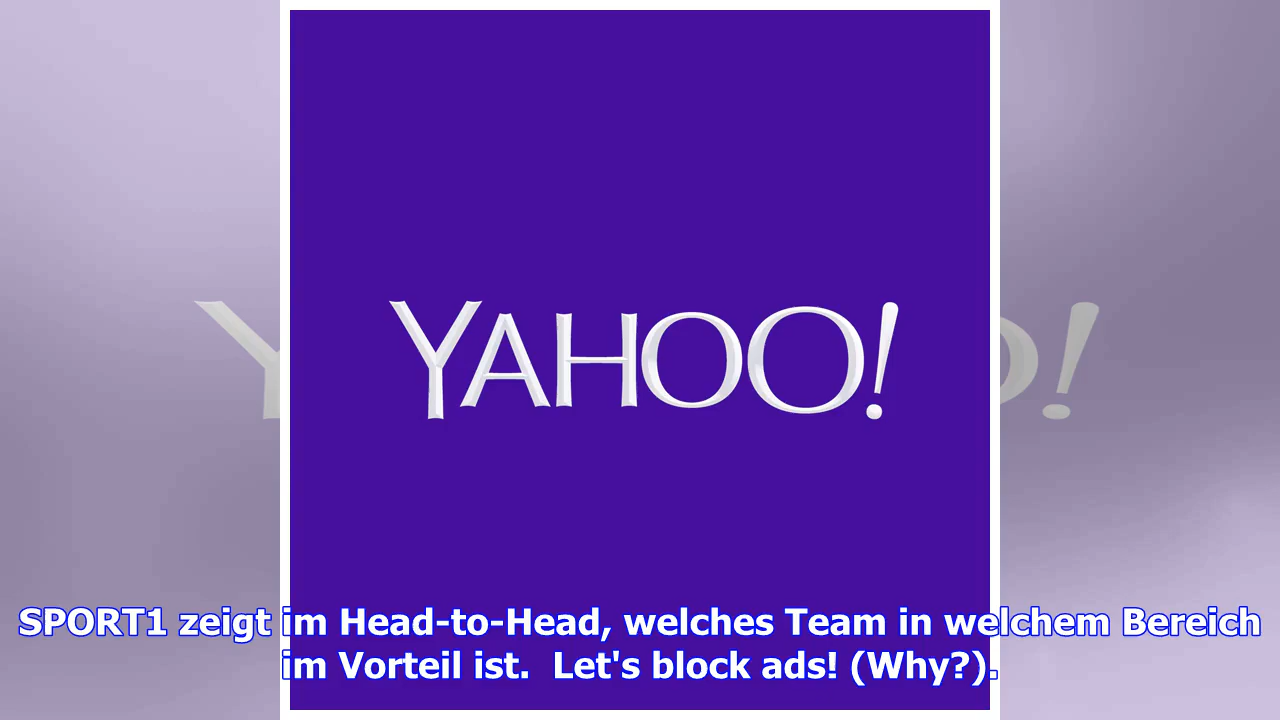 YAHOO!
SPORT1 zeigt im Head-to-Head, welches Team in welchem Bereich
im Vorteil ist.  Let's block ads! (Why?).